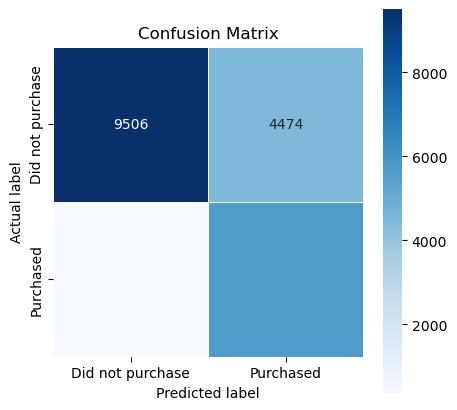 Confusion Matrix
Did not purchase
9506
4474
Actual label
Purchased
Did not purchase
Purchased
Predicted label
8000
6000
4000
2000